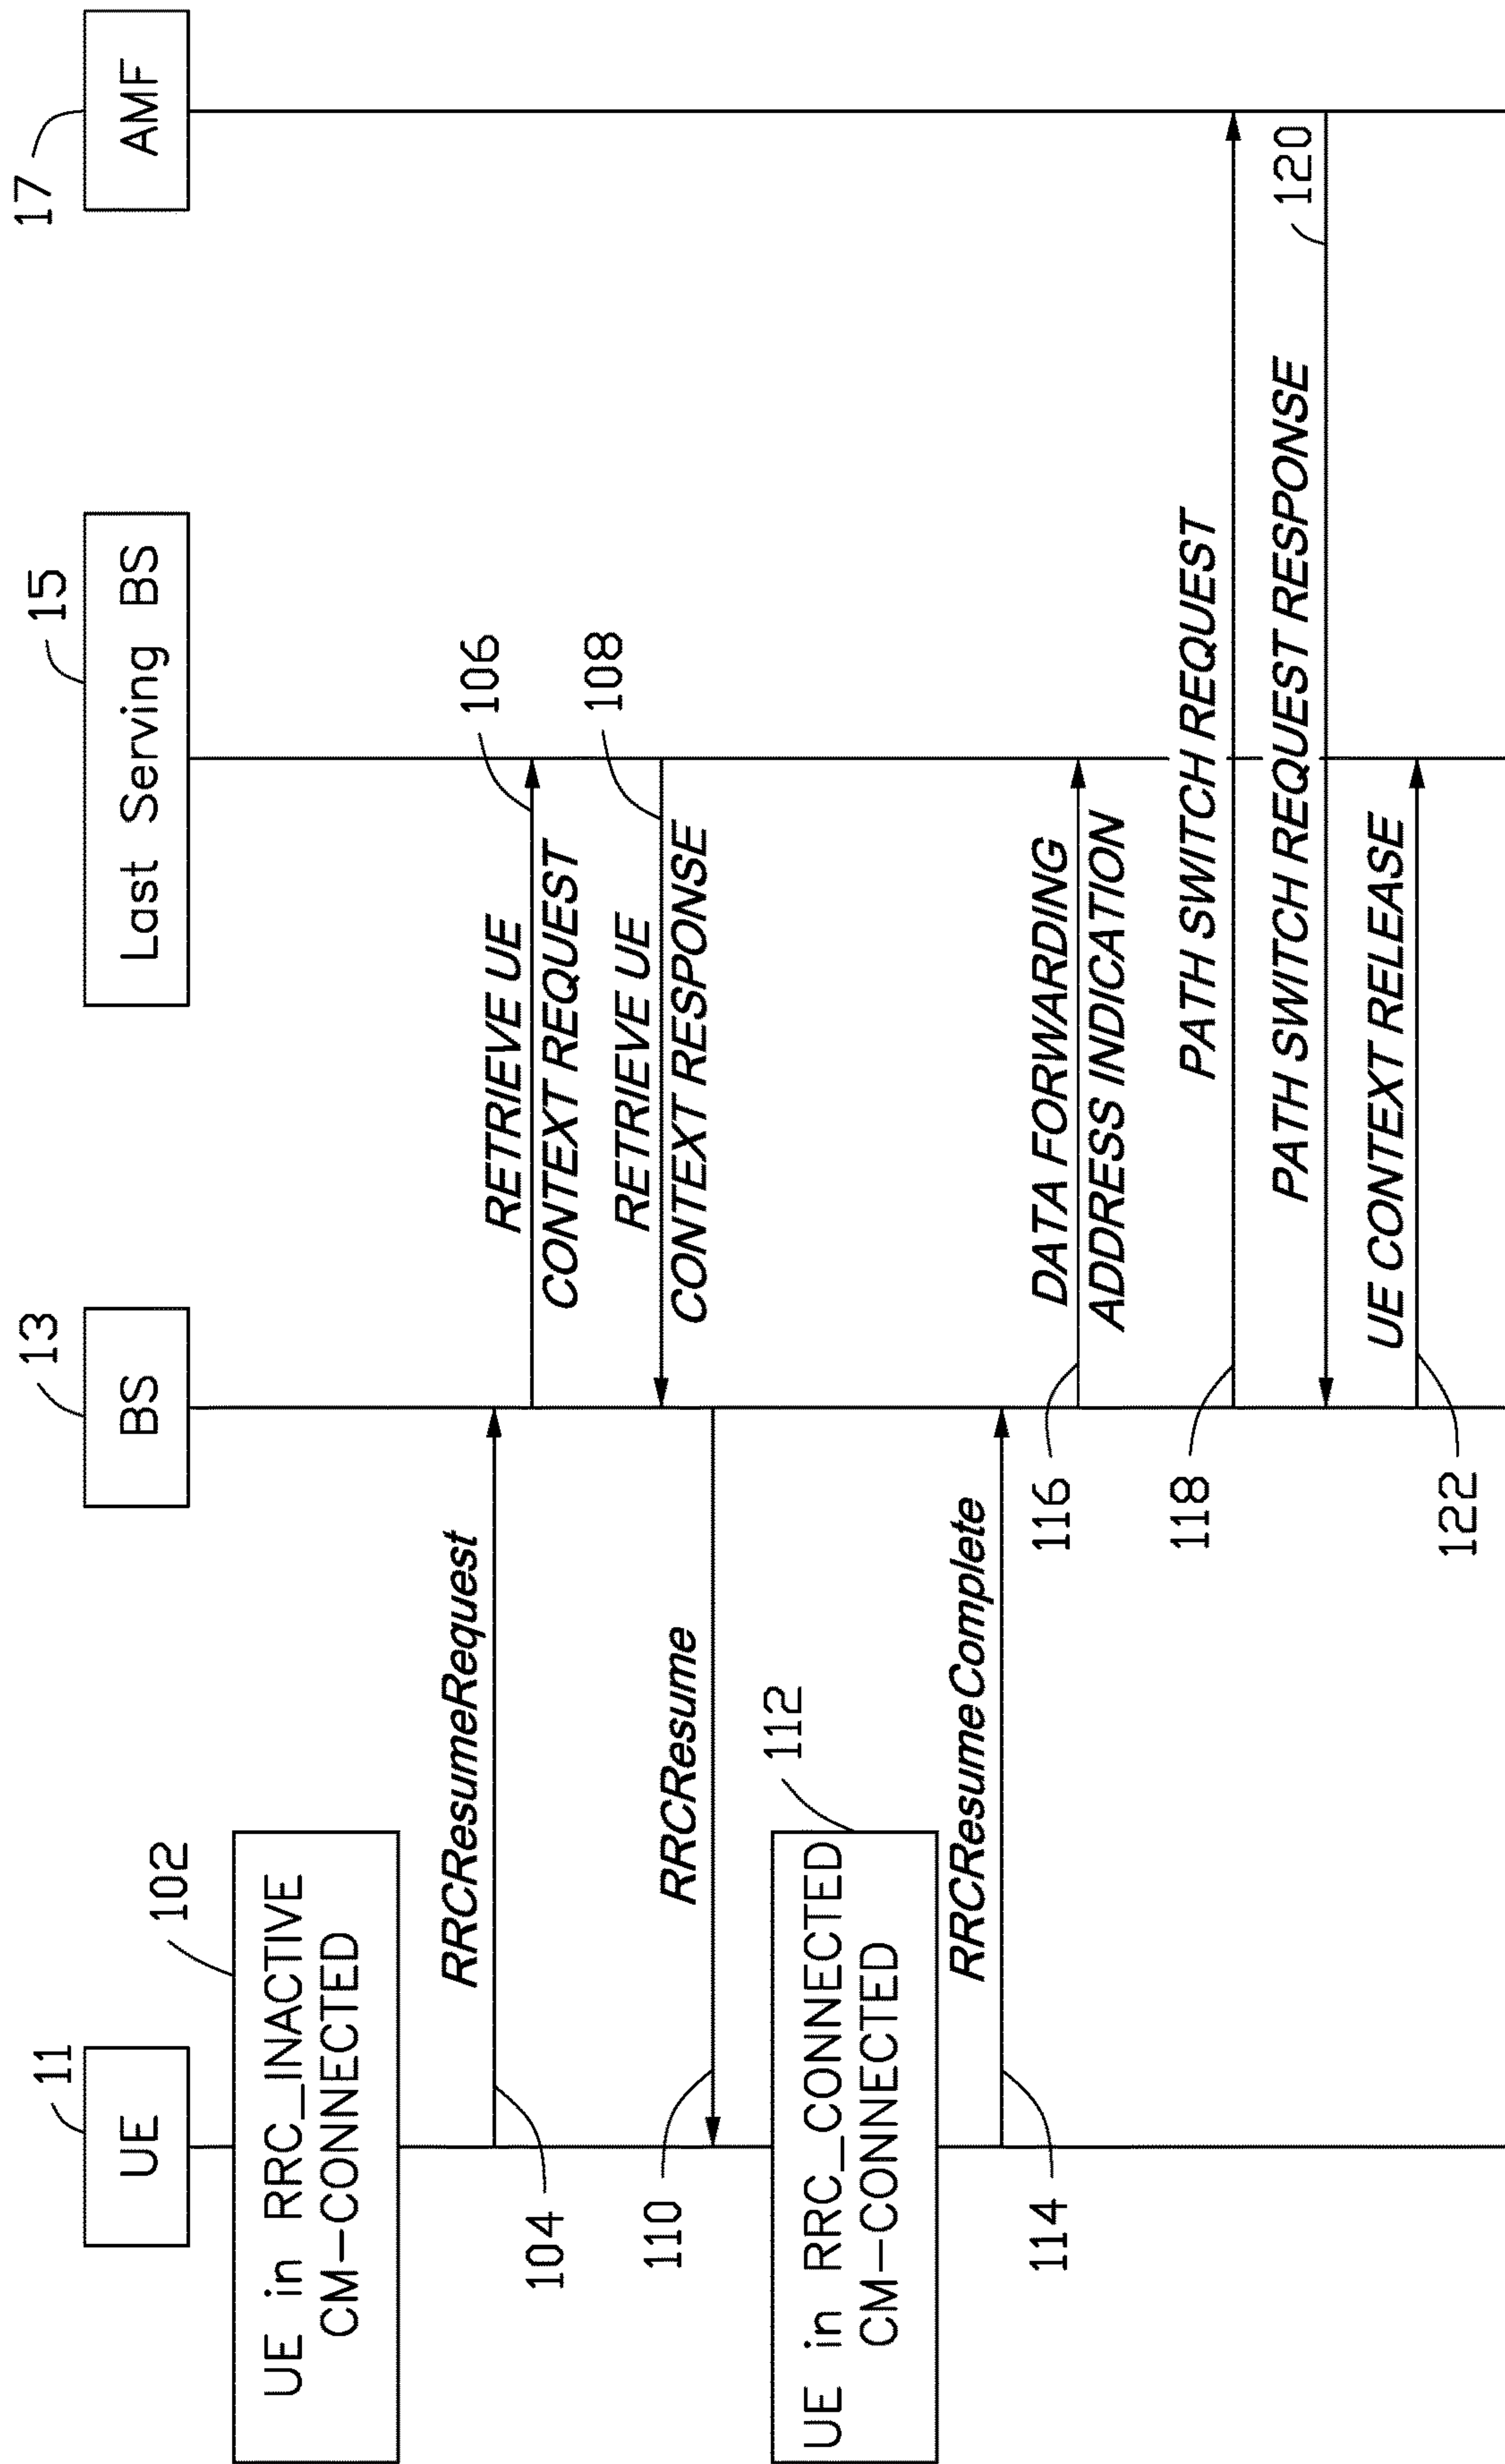 11
UE
13
BS
15
Last Serving BS
17
AMF
102
UE in RRC_INACTIVE
CM-CONNECTED
RRCResumeRequest
104
RETRIEVE UE
CONTEXT REQUEST
106
RETRIEVE UE
CONTEXT RESPONSE
108
RRCResume
110
112
UE in RRC_CONNECTED
CM-CONNECTED
RRCResumeComplete
114
DATA FORWARDING
ADDRESS INDICATION
116
PATH SWITCH REQUEST
118
PATH SWITCH REQUEST RESPONSE
120
UE CONTEXT RELEASE
122